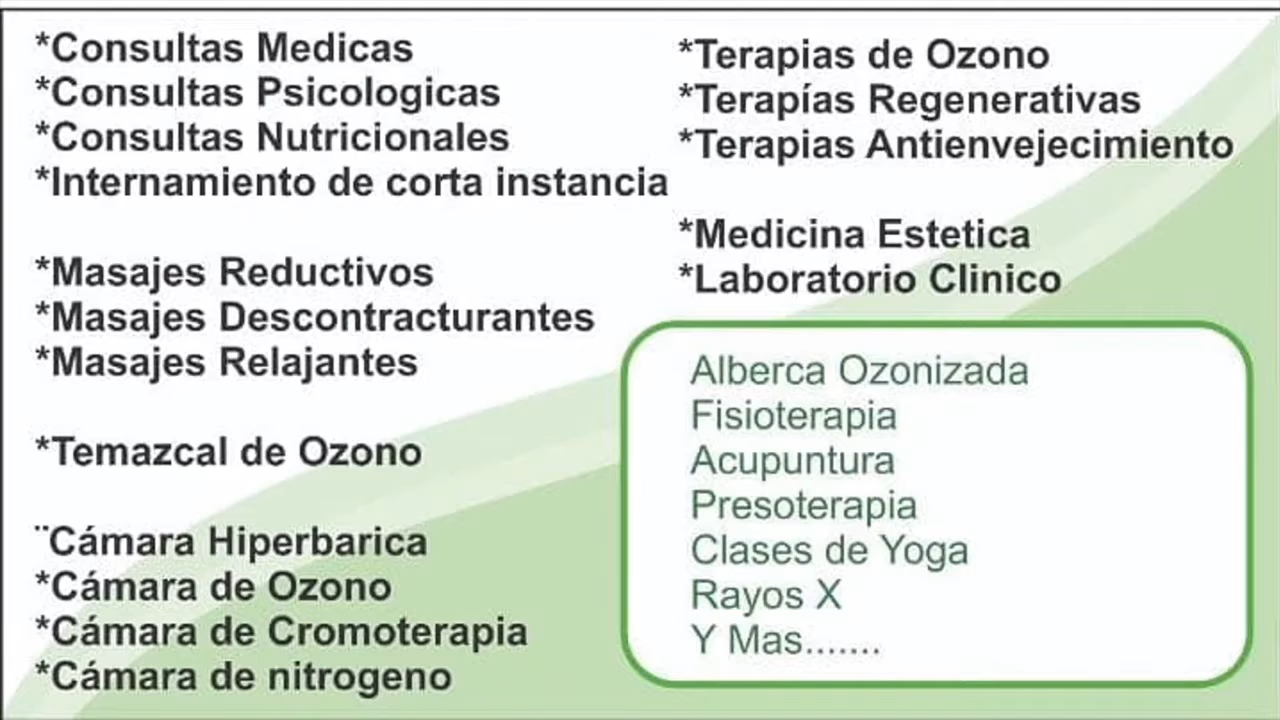 *Consultas Medicas
*Consultas Psicologicas
*Consultas Nutricionales
*Internamiento de corta instancia
*Masajes Reductivos
*Masajes Descontracturantes
*Masajes Relajantes
*Temazcal de Ozono
¨Cámara Hiperbarica
*Cámara de Ozono
*Cámara de Cromoterapia
*Cámara de nitrogeno
*Terapias de Ozono
*Terapías Regenerativas
*Terapias Antienvejecimiento
*Medicina Estetica
*Laboratorio Clinico
Alberca Ozonizada
Fisioterapia
Acupuntura
Presoterapia
Clases de Yoga
Rayos X
Y Mas.......